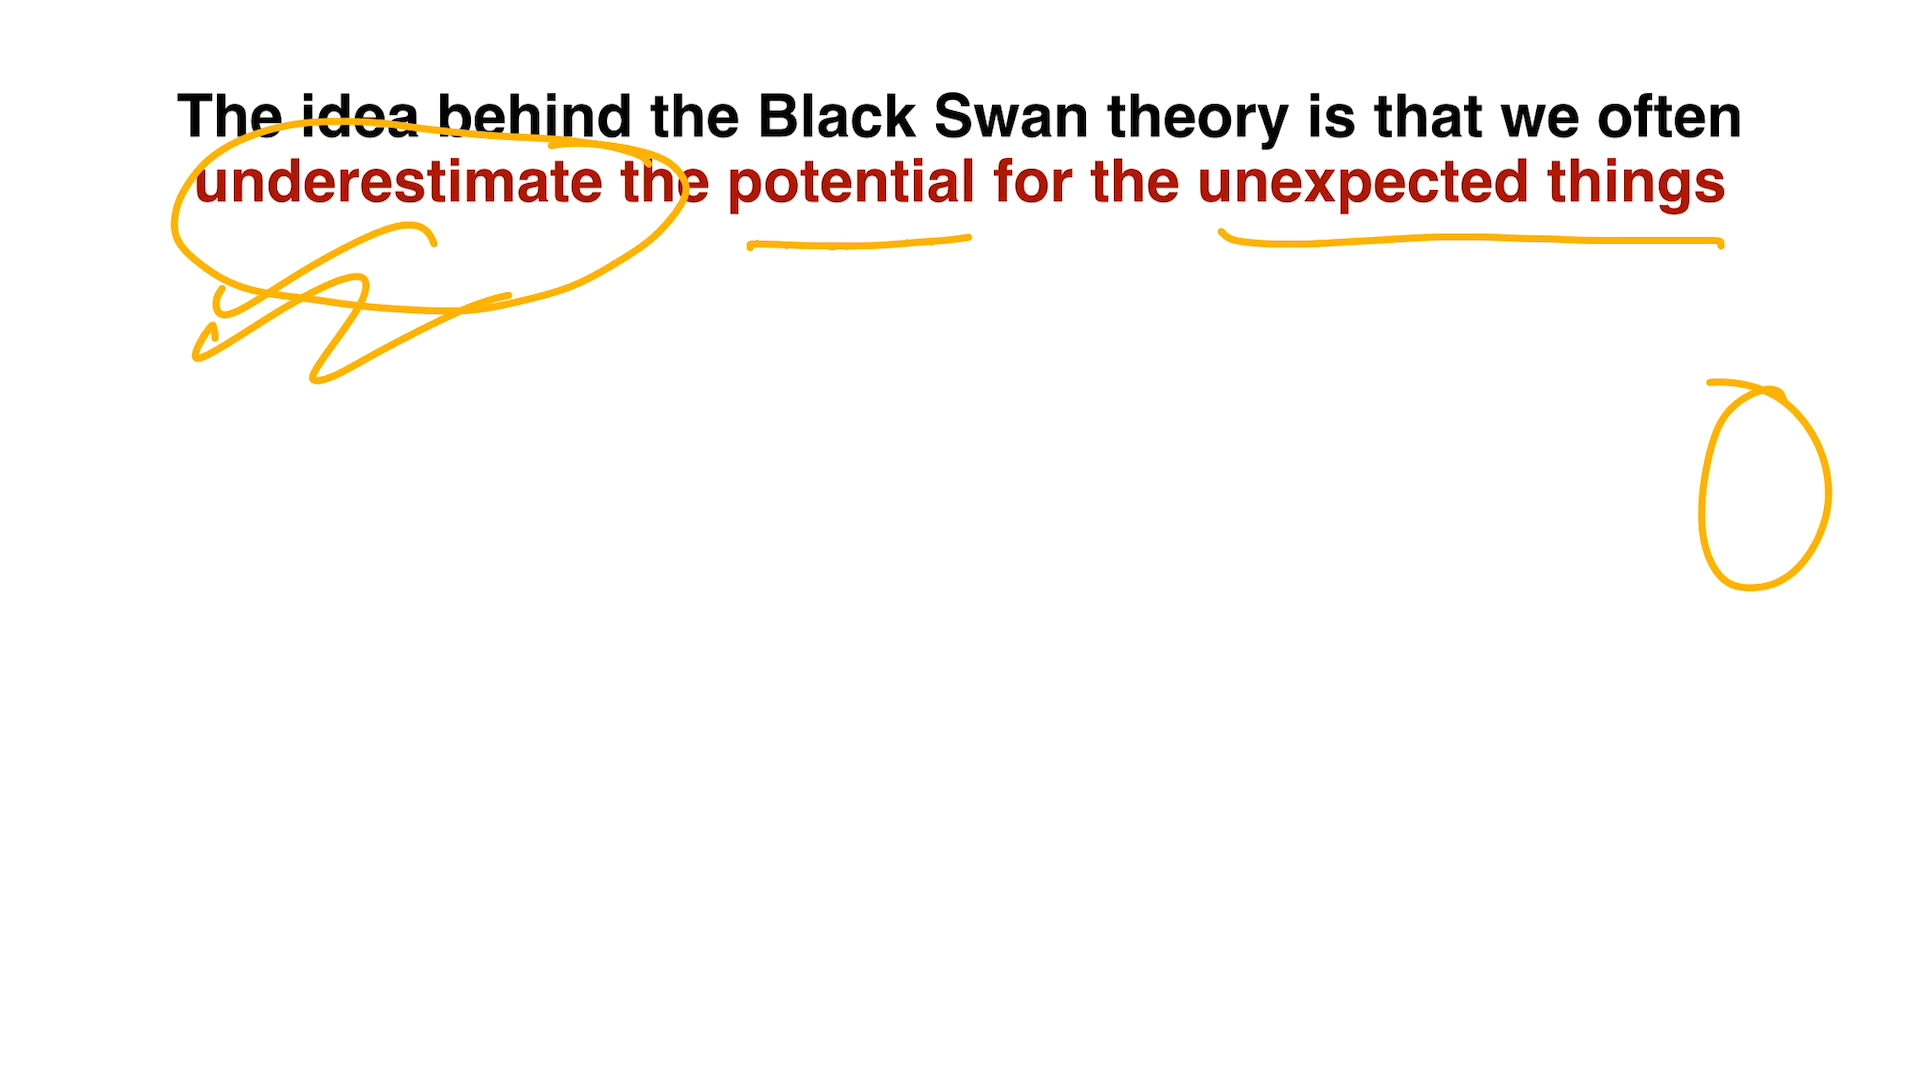 The idea behind the Black Swan theory is that we often
underestimate the potential for the unexpected things